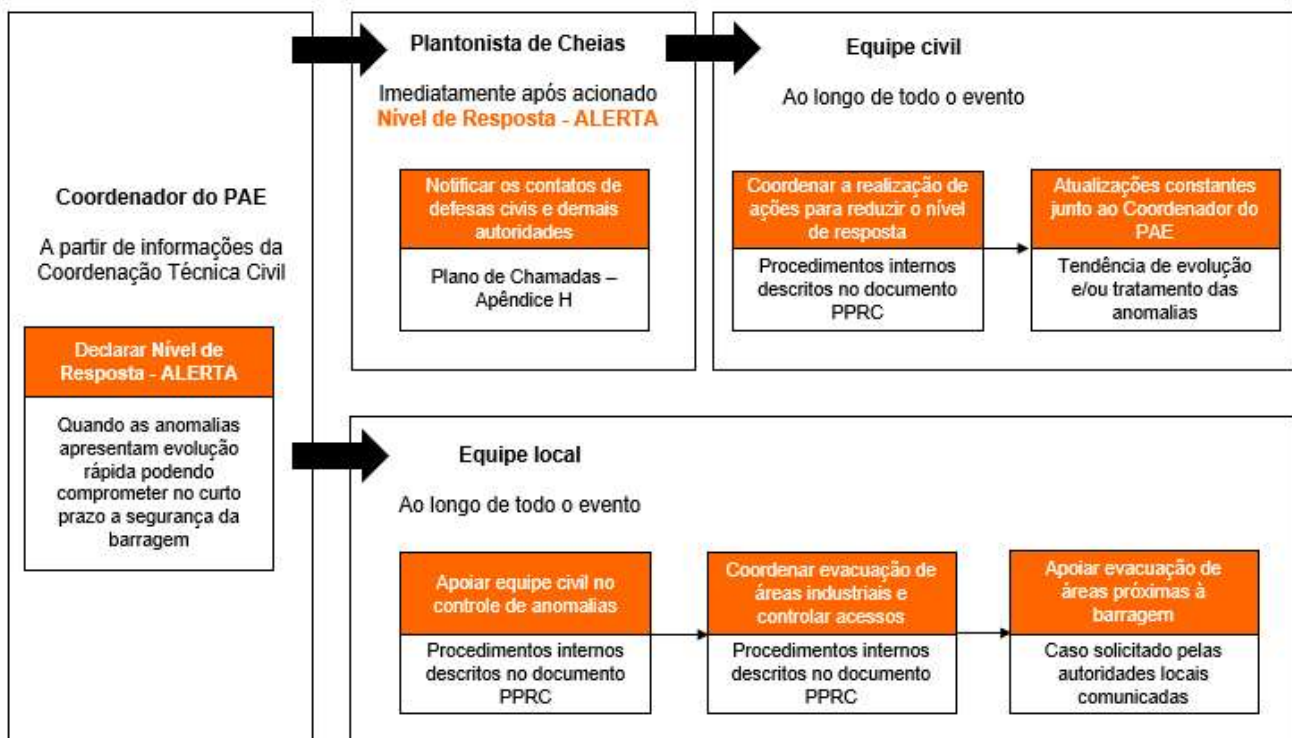 Coordenador do PAE
A partir de informações da
Coordenação Técnica Civil
Declarar Nível de
Resposta - ALERTA
Quando as anomalias
apresentam evolução
rápida podendo
comprometer no curto
prazo a segurança da
barragem
Plantonista de Cheias
Imediatamente após acionado
Nível de Resposta - ALERTA
Notificar os contatos de
defesas civis e demais
autoridades
Plano de Chamadas –
Apêndice H
Equipe civil
Ao longo de todo o evento
Coordenar a realização de
ações para reduzir o nível
de resposta
Procedimentos internos
descritos no documento
PPRC
Atualizações constantes
junto ao Coordenador do
PAE
Tendência de evolução
e/ou tratamento das
anomalias
Equipe local
Ao longo de todo o evento
Apoiar equipe civil no
controle de anomalias
Procedimentos internos
descritos no documento
PPRC
Coordenar evacuação de
áreas industriais e
controlar acessos
Procedimentos internos
descritos no documento
PPRC
Apoiar evacuação de
áreas próximas à
barragem
Caso solicitado pelas
autoridades locais
comunicadas